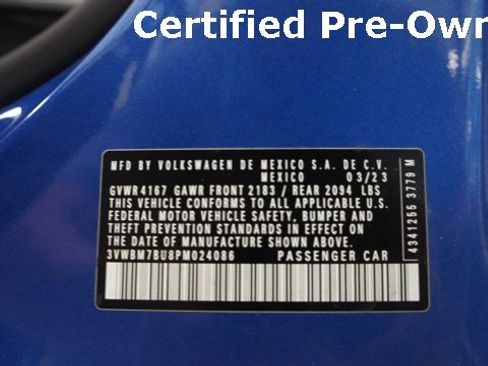 Certified Pre-Own
MFD BY VOLKSWAGEN DE MEXICO S.A. DE C.V.
MEXICO 03/23
GVWR 4167 GAWR FRONT 2183 / REAR 2094 LBS
THIS VEHICLE CONFORMS TO ALL APPLICABLE U.S.
FEDERAL MOTOR VEHICLE SAFETY, BUMPER AND
THEFT PREVENTION STANDARDS IN EFFECT ON
THE DATE OF MANUFACTURE SHOWN ABOVE.
3VWBM7BU8PM024086 PASSENGER CAR
4341255 3779 M